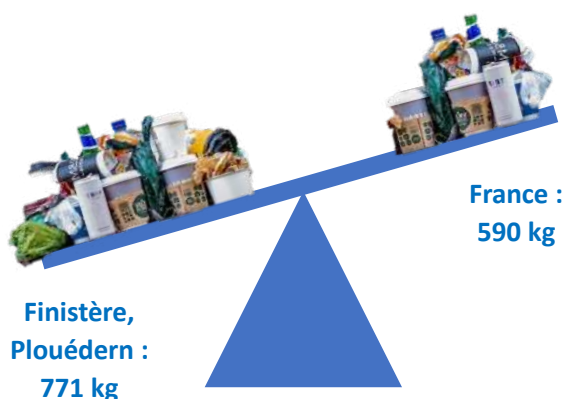 France :
590 kg
Finistère,
Plouédern :
771 kg